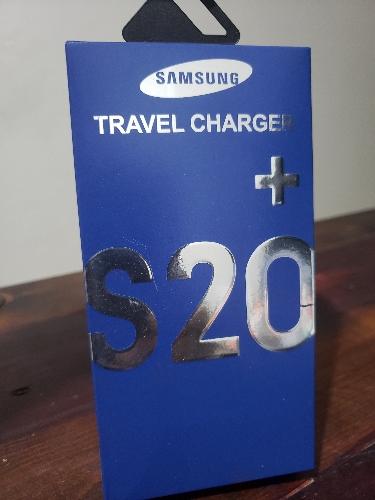 SAMSUNG
TRAVEL CHARGER
+
S20